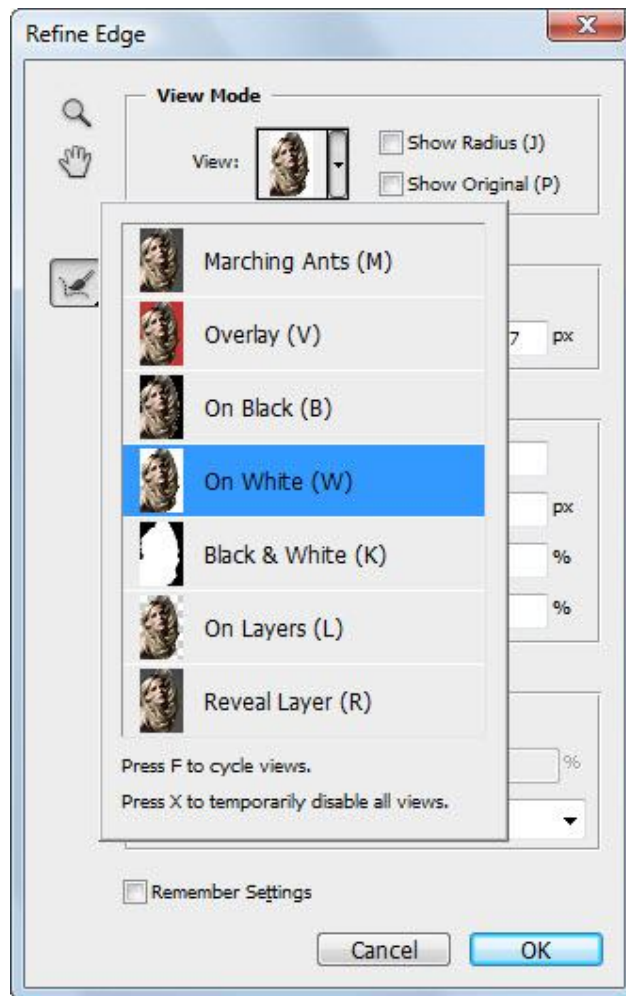 Refine Edge
View Mode
View:
Show Radius (J)
Show Original (P)
Marching Ants (M)
Overlay (V)
7 px
On Black (B)
On White (W)
px
Black & White (K)
%
On Layers (L)
%
Reveal Layer (R)
Press F to cycle views.
%
Press X to temporarily disable all views.
Remember Settings
Cancel
OK